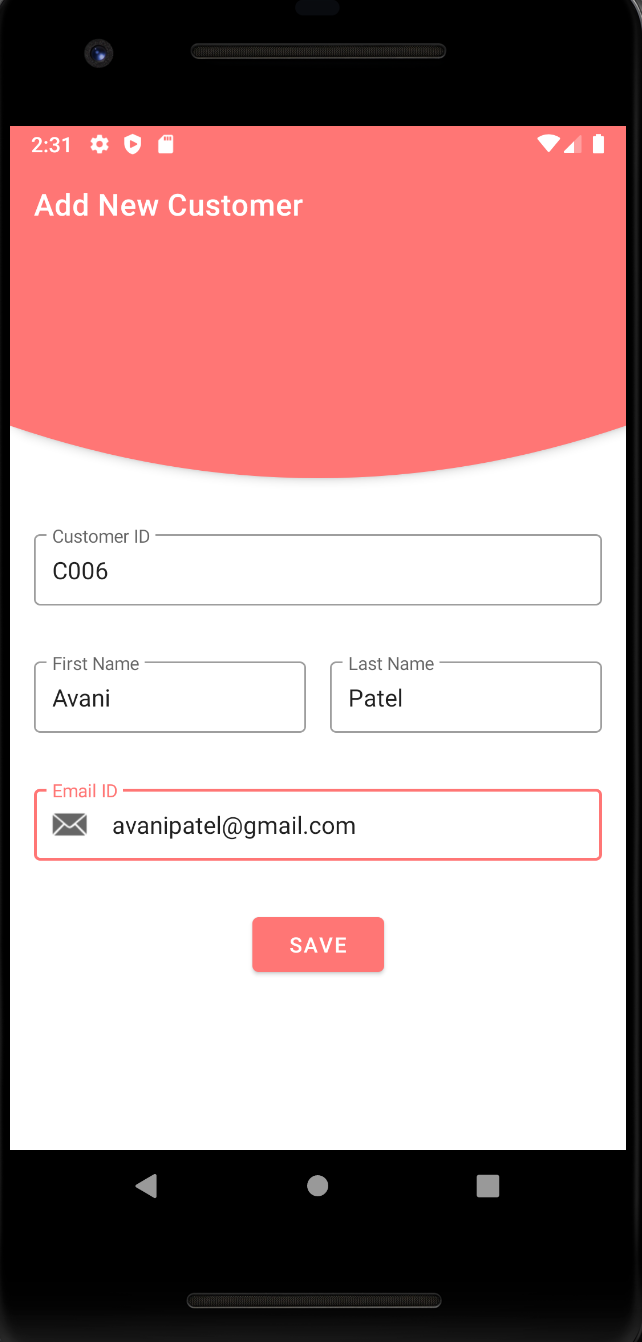 2:31
Add New Customer
Customer ID
C006
First Name
Last Name
Avani
Patel
Email ID
avanipatel@gmail.com
SAVE